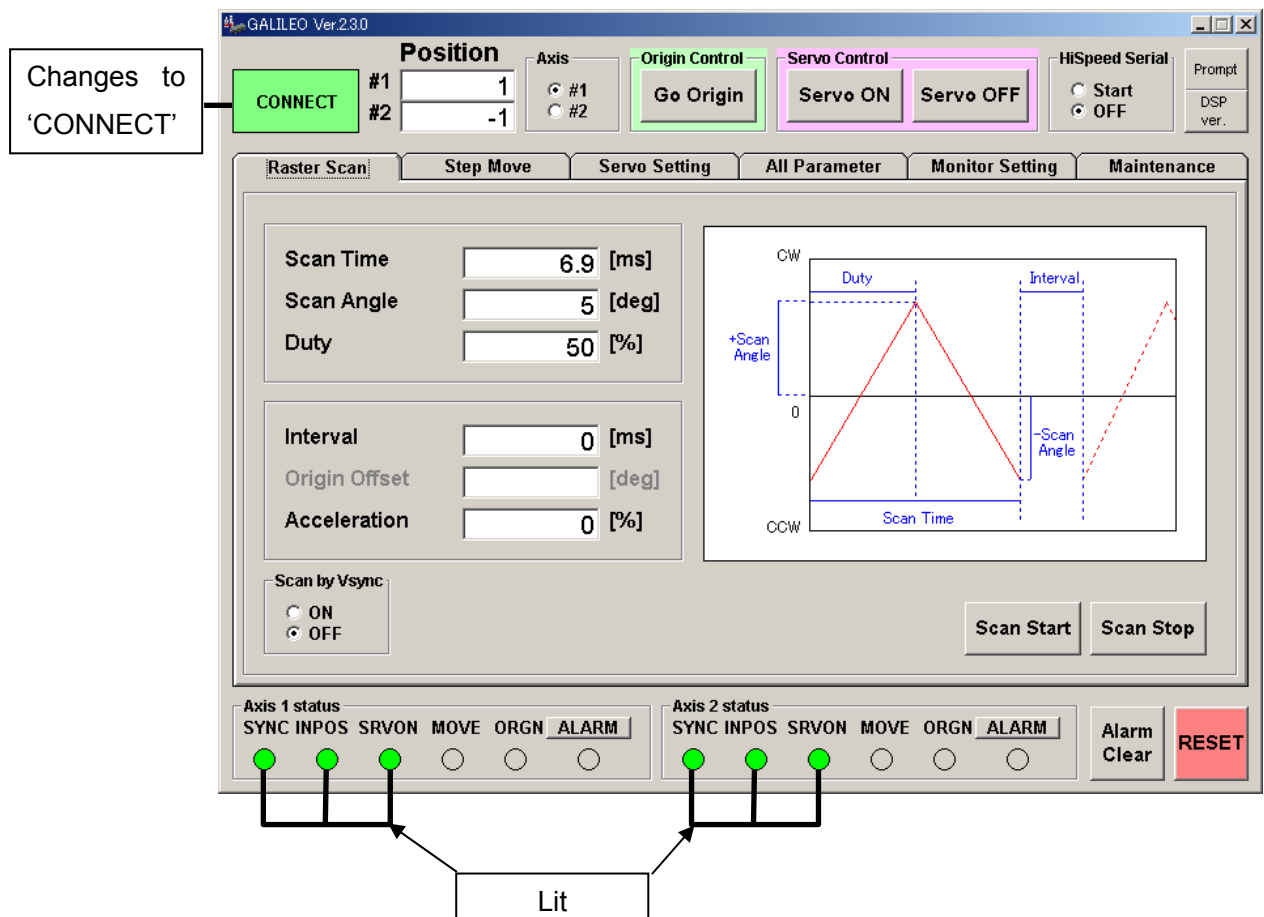 GALILEO Ver.2.3.0
Changes to
‘CONNECT’
CONNECT
Position
#1 1
#2 -1
Axis
#1
#2
Origin Control
Go Origin
Servo Control
Servo ON Servo OFF
HiSpeed Serial
Start
OFF
Prompt
DSP
ver.
Raster Scan Step Move Servo Setting All Parameter Monitor Setting Maintenance
Scan Time 6.9 [ms]
Scan Angle 5 [deg]
Duty 50 [%]
Interval 0 [ms]
Origin Offset [deg]
Acceleration 0 [%]
CW
Duty
Interval
+Scan
Angle
0
-Scan
Angle
Scan Time
CCW
Scan by Vsync
ON
OFF
Scan Start Scan Stop
Axis 1 status
SYNC INPOS SRVON MOVE ORGN ALARM
Axis 2 status
SYNC INPOS SRVON MOVE ORGN ALARM
Alarm
Clear
RESET
Lit